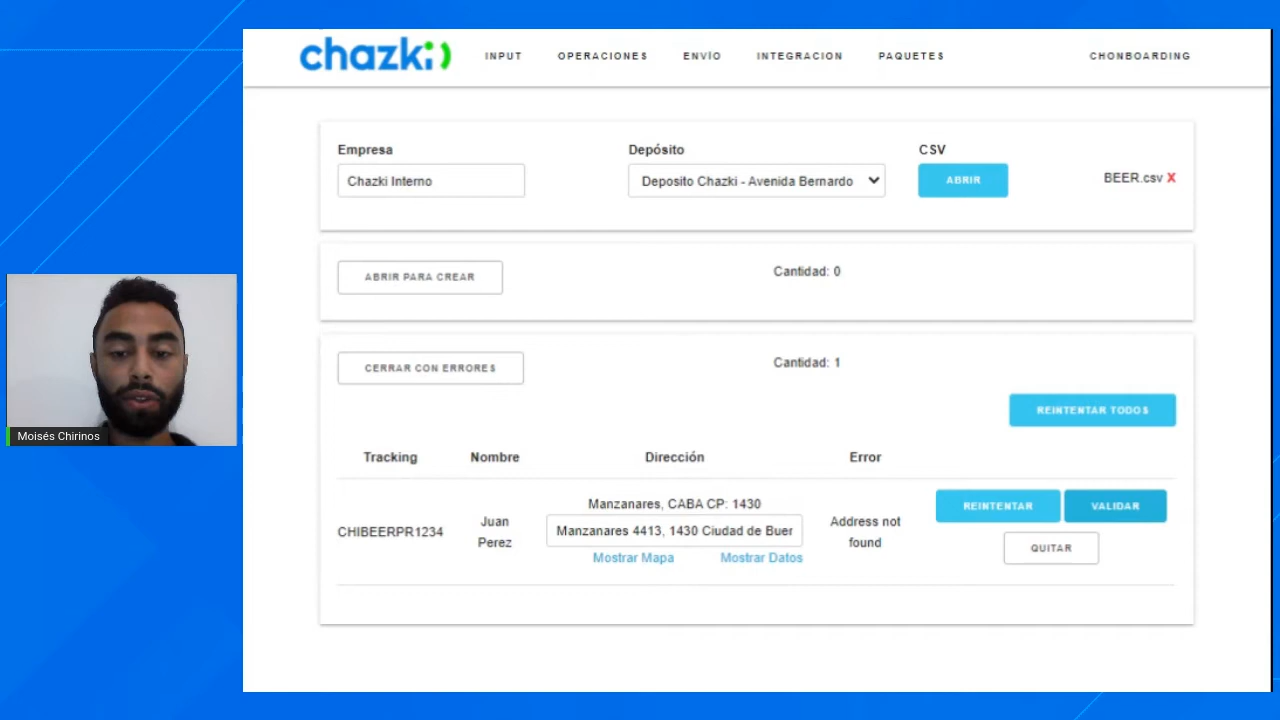 chazki
INPUT OPERACIONES ENVÍO INTEGRACION PAQUETES CHONBOARDING
Empresa Depósito CSV
Chazki Interno Deposito Chazki - Avenida Bernardo ABRIR BEER.csv X
ABRIR PARA CREAR Cantidad: 0
CERRAR CON ERRORES Cantidad: 1
REINTENTAR TODOS
Tracking Nombre Dirección Error
CHIBEERPR1234 Juan Perez Manzanares, CABA CP: 1430
Manzanares 4413, 1430 Ciudad de Buer
Mostrar Mapa Mostrar Datos
Address not found
REINTENTAR VALIDAR
QUITAR
Moisés Chirinos